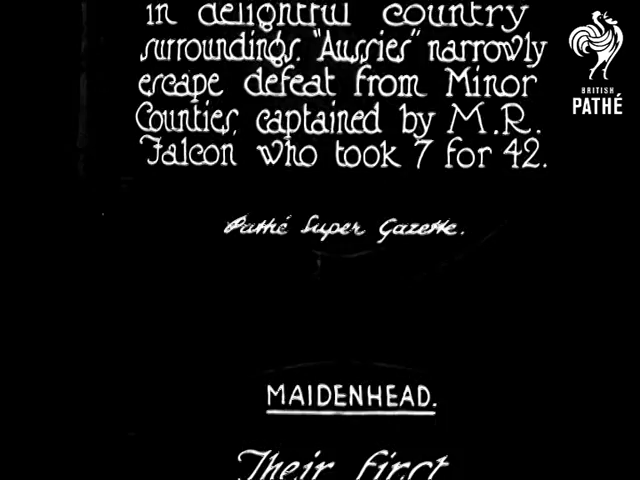 in delightful country
surroundings. "Aussies" narrowly
escape defeat from Minor
Counties, captained by M.R.
Falcon who took 7 for 42.
Pathé Super Gazette.
MAIDENHEAD.
Their first
BRITISH
PATHÉ